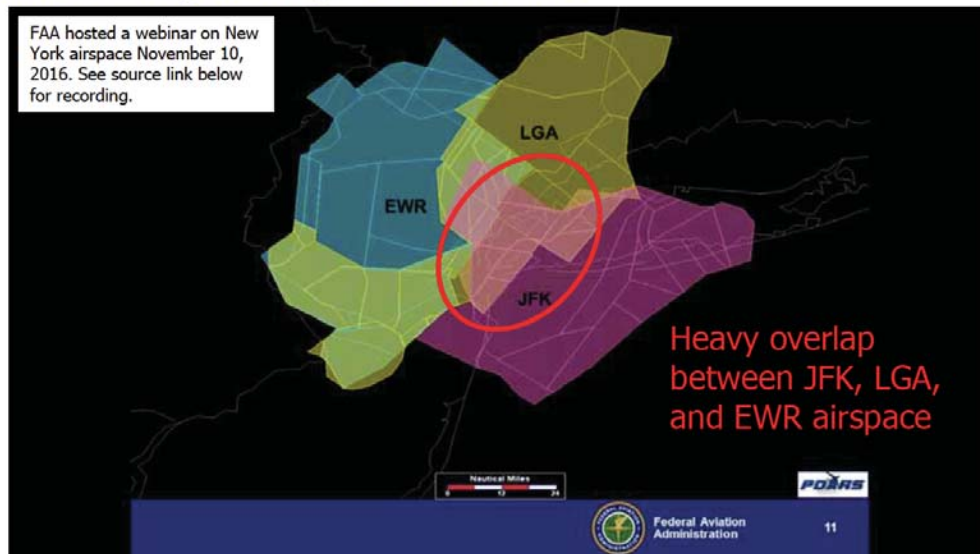 FAA hosted a webinar on New
York airspace November 10,
2016. See source link below
for recording.
LGA
EWR
JFK
Heavy overlap
between JFK, LGA,
and EWR airspace
Nautical Miles
0 12 24
PDARS
Federal Aviation
Administration
11